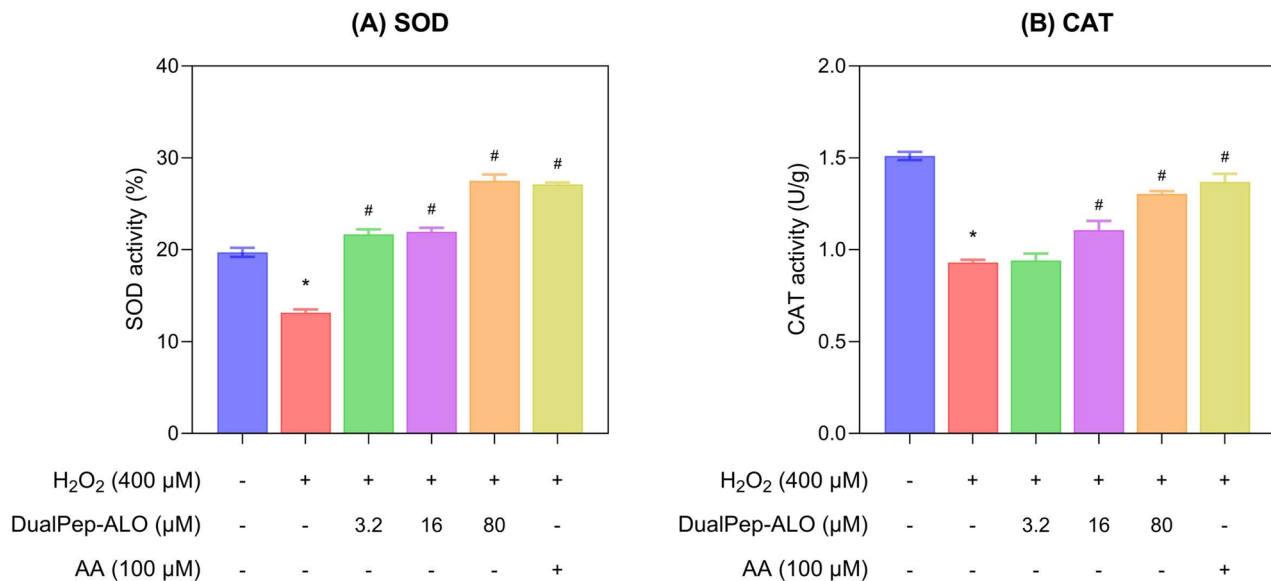 (A) SOD
SOD activity (%)
40
30
20
10
0
*
#
#
#
#
H₂O₂ (400 µM) - + + + + +
DualPep-ALO (µM) - - 3.2 16 80 -
AA (100 µM) - - - - - +
(B) CAT
CAT activity (U/g)
2.0
1.5
1.0
0.5
0.0
*
#
#
#
H₂O₂ (400 µM) - + + + + +
DualPep-ALO (µM) - - 3.2 16 80 -
AA (100 µM) - - - - - +